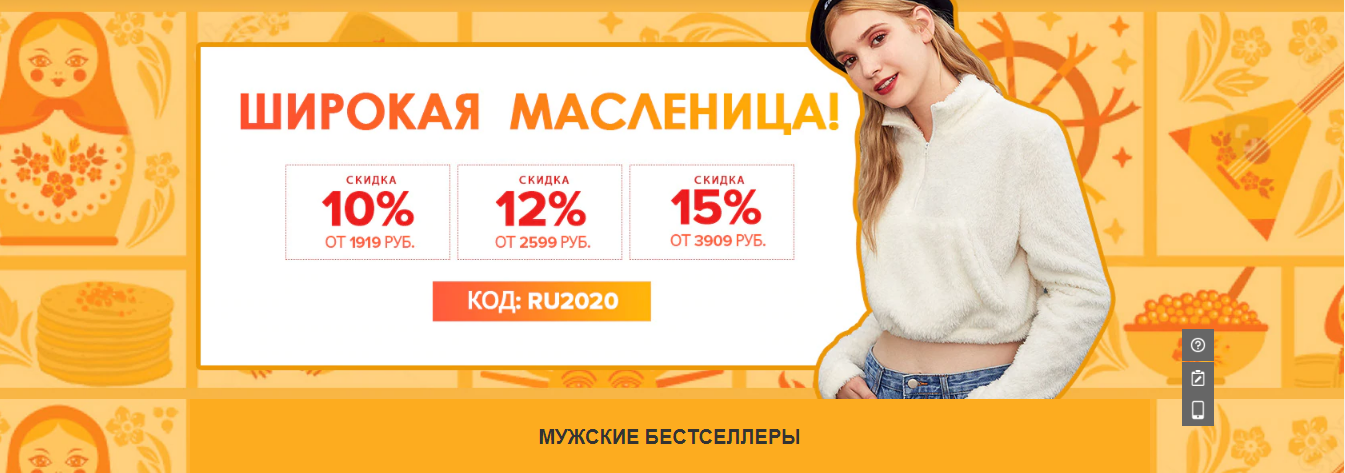 ШИРОКАЯ МАСЛЕНИЦА!
СКИДКА
10%
ОТ 1919 РУБ.
СКИДКА
12%
ОТ 2599 РУБ.
СКИДКА
15%
ОТ 3909 РУБ.
КОД: RU2020
МУЖСКИЕ БЕСТСЕЛЛЕРЫ